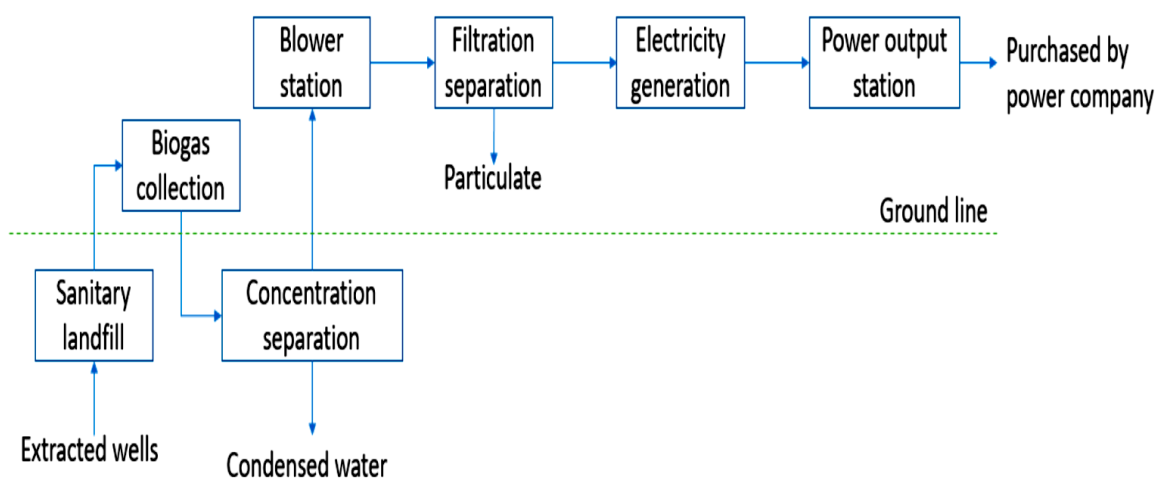 Blower
station
Filtration
separation
Electricity
generation
Power output
station
Purchased by
power company
Biogas
collection
Particulate
Ground line
Sanitary
landfill
Concentration
separation
Extracted wells
Condensed water